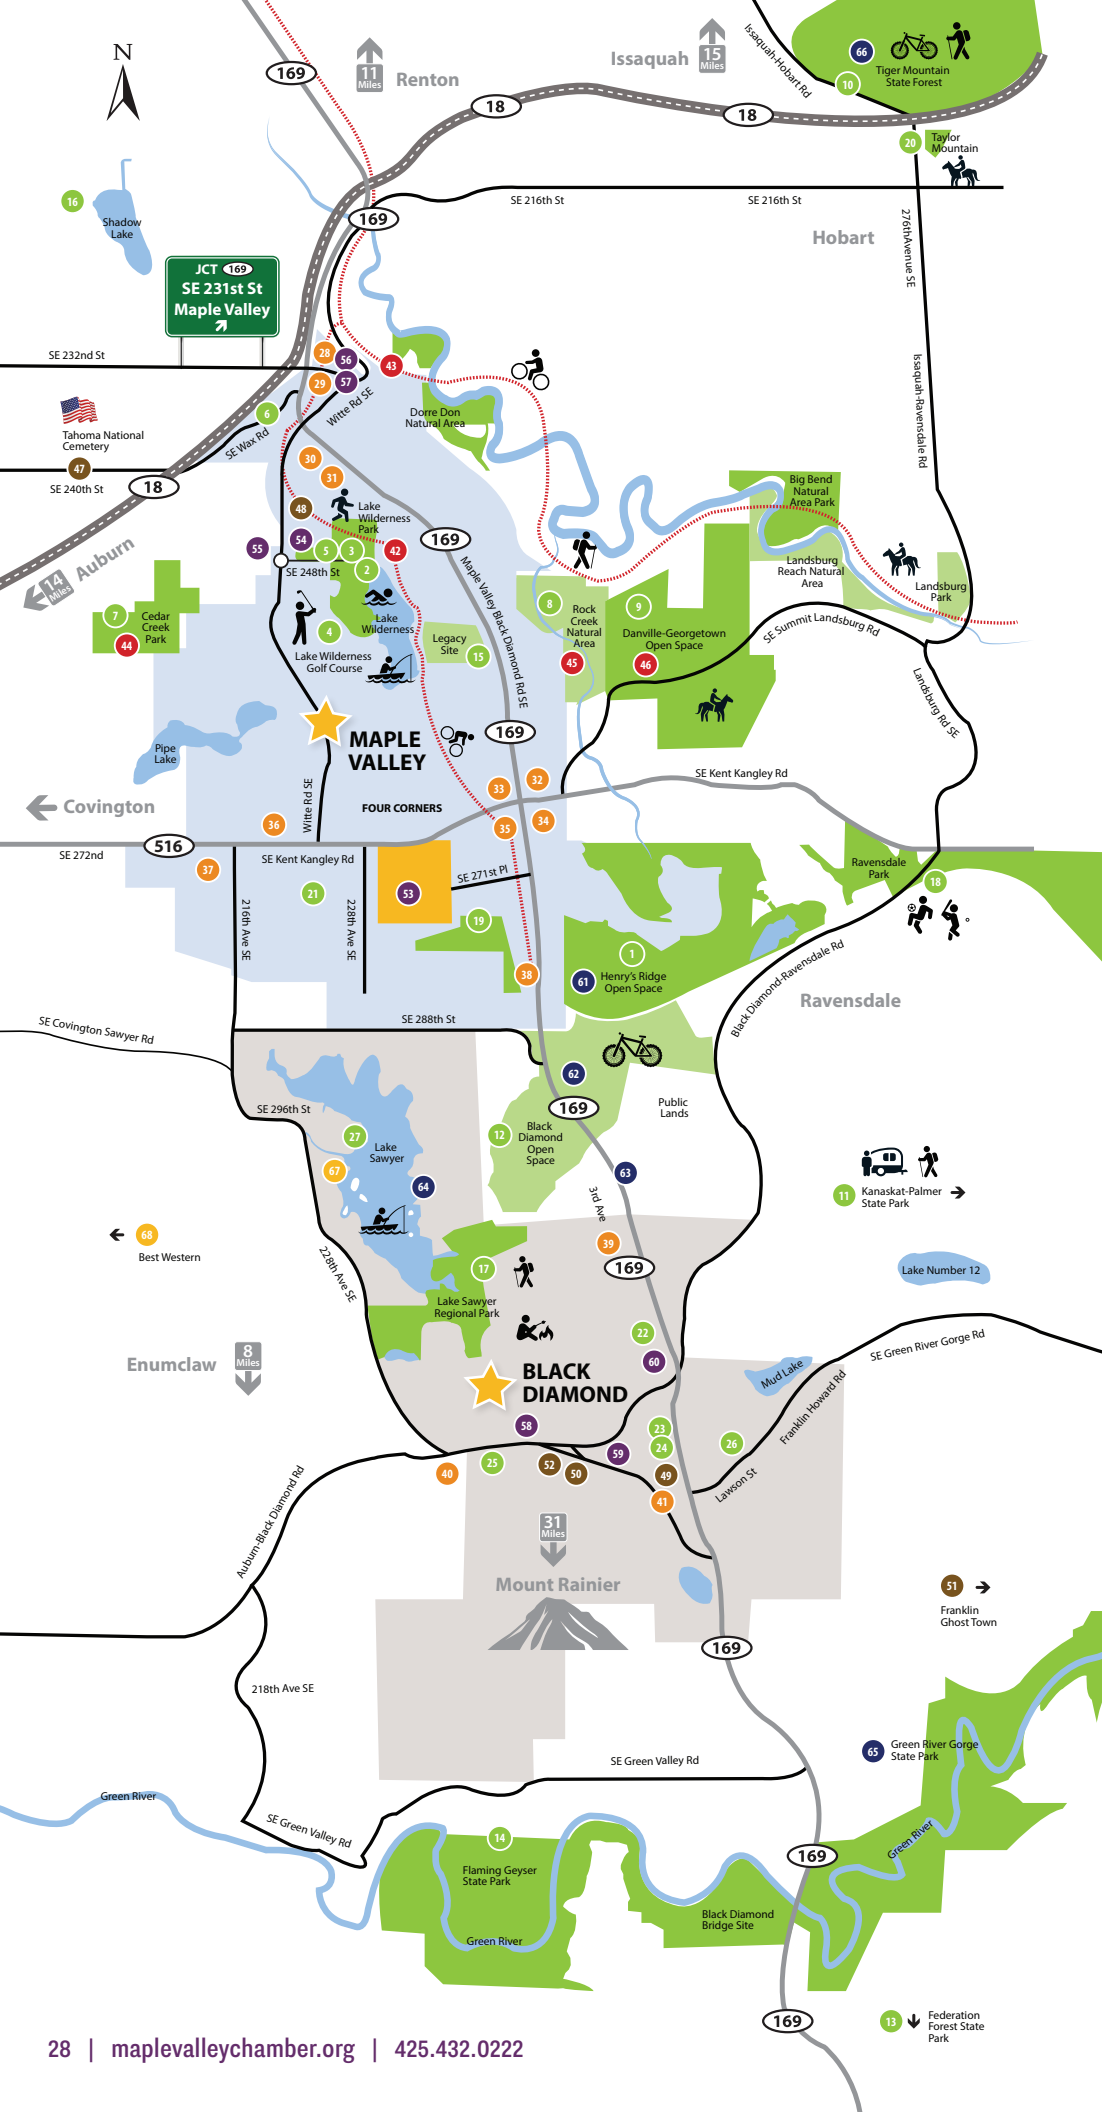 N
169
11
Miles
Renton
Issaquah
15
Miles
Issaquah-Hobart Rd
66
Tiger Mountain
State Forest
10
18
18
20
Taylor
Mountain
16
Shadow
Lake
169
SE 216th St
SE 216th St
Hobart
276thAvenue SE
JCT 169
SE 231st St
Maple Valley
SE 232nd St
28
56
43
29
57
Witte Rd SE
Issaquah-Ravensdale Rd
6
SE Wax Rd
Dorre Don
Natural Area
Tahoma National
Cemetery
47
SE 240th St
18
30
31
48
Lake
Wilderness
Park
Big Bend
Natural
Area Park
169
55
54
5
3
42
2
SE 248th St
14
Miles
Auburn
Maple Valley Black Diamond Rd SE
Landsburg
Reach Natural
Area
Landsburg
Park
7
Cedar
Creek
Park
44
4
Lake
Wilderness
Lake Wilderness
Golf Course
Legacy
Site
15
8
Rock
Creek
Natural
Area
45
9
Danville-Georgetown
Open Space
46
SE Summit Landsburg Rd
Landsburg Rd SE
Pipe
Lake
MAPLE
VALLEY
169
Covington
Witte Rd SE
FOUR CORNERS
33
32
SE Kent Kangley Rd
36
35
34
516
SE 272nd
37
SE Kent Kangley Rd
216th Ave SE
21
228th Ave SE
53
SE 271st Pl
19
38
Ravensdale
Park
18
1
Henry's Ridge
Open Space
61
Black Diamond-Ravensdale Rd
Ravensdale
SE Covington Sawyer Rd
SE 288th St
62
169
Public
Lands
SE 296th St
27
Lake
Sawyer
67
64
12
Black
Diamond
Open
Space
63
3rd Ave
11
Kanaskat-Palmer
State Park
68
Best Western
228th Ave SE
39
169
17
Lake Sawyer
Regional Park
Lake Number 12
Enumclaw
8
Miles
22
60
SE Green River Gorge Rd
Mud Lake
BLACK
DIAMOND
Franklin Howard Rd
58
23
24
26
59
40
25
52
50
49
41
Lawson St
Auburn-Black Diamond Rd
31
Miles
Mount Rainier
51
Franklin
Ghost Town
169
218th Ave SE
65
Green River Gorge
State Park
SE Green Valley Rd
Green River
SE Green Valley Rd
14
Flaming Geyser
State Park
Green River
169
Green River
Black Diamond
Bridge Site
169
13
Federation
Forest State
Park
28 | maplevalleychamber.org | 425.432.0222